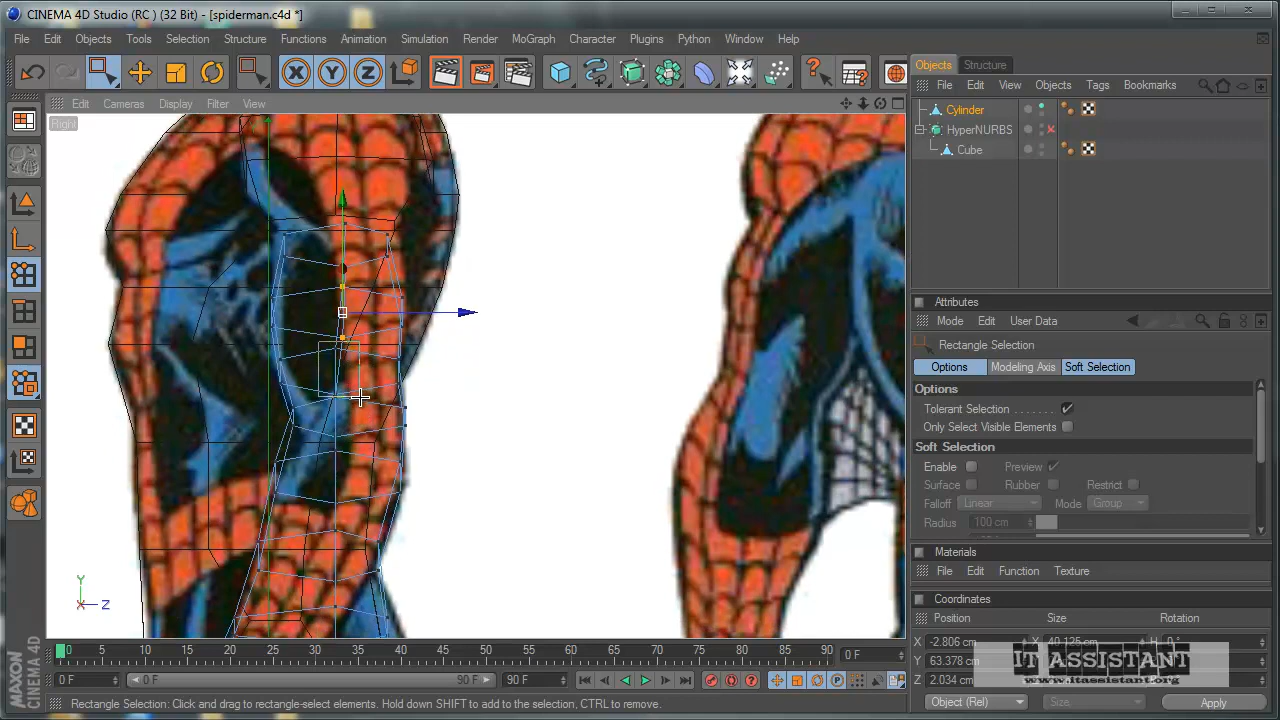 CINEMA 4D Studio (RC ) (32 Bit) - [spiderman.c4d *]
File Edit Objects Tools Selection Structure Functions Animation Simulation Render MoGraph Character Plugins Python Window Help
X Y Z
Objects Structure
File Edit View Objects Tags Bookmarks
Edit Cameras Display Filter View
Right
Cylinder
HyperNURBS
Cube
Attributes
Mode Edit User Data
Rectangle Selection
Options Modeling Axis Soft Selection
Options
Tolerant Selection . . . . . . .
Only Select Visible Elements
Soft Selection
Enable Preview
Surface Rubber Restrict
Falloff Linear Mode Group
Radius 100 cm
Materials
File Edit Function Texture
Coordinates
Position Size Rotation
X -2.806 cm X 40.125 cm H 0 °
Y 63.378 cm
Z 2.034 cm
IT ASSISTANT
www.itassistant.org
Object (Rel) Size Apply
Y
Z
X
0 5 10 15 20 25 30 35 40 45 50 55 60 65 70 75 80 85 90 0 F
0 F 0 F 90 F 90 F
MAXON
CINEMA 4D
Rectangle Selection: Click and drag to rectangle-select elements. Hold down SHIFT to add to the selection, CTRL to remove.